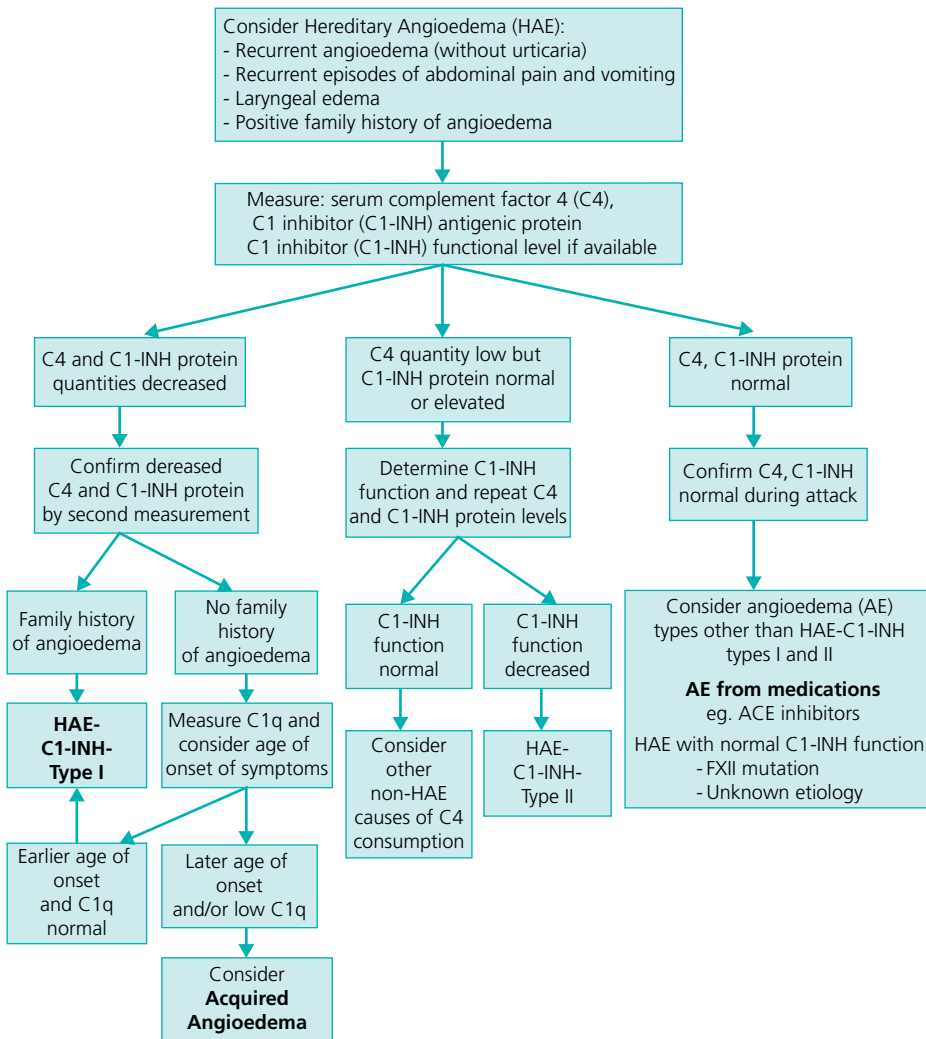 Consider Hereditary Angioedema (HAE):
- Recurrent angioedema (without urticaria)
- Recurrent episodes of abdominal pain and vomiting
- Laryngeal edema
- Positive family history of angioedema
Measure: serum complement factor 4 (C4),
C1 inhibitor (C1-INH) antigenic protein
C1 inhibitor (C1-INH) functional level if available
C4 and C1-INH protein
quantities decreased
C4 quantity low but
C1-INH protein normal
or elevated
C4, C1-INH protein
normal
Confirm dereased
C4 and C1-INH protein
by second measurement
Determine C1-INH
function and repeat C4
and C1-INH protein levels
Confirm C4, C1-INH
normal during attack
Family history
of angioedema
No family
history
of angioedema
C1-INH
function
normal
C1-INH
function
decreased
Consider angioedema (AE)
types other than HAE-C1-INH
types I and II
AE from medications
eg. ACE inhibitors
HAE with normal C1-INH function
- FXII mutation
- Unknown etiology
HAE-
C1-INH-
Type I
Measure C1q and
consider age of
onset of symptoms
Consider
other
non-HAE
causes of C4
consumption
HAE-
C1-INH-
Type II
Earlier age of
onset
and C1q
normal
Later age of
onset
and/or low C1q
Consider
Acquired
Angioedema